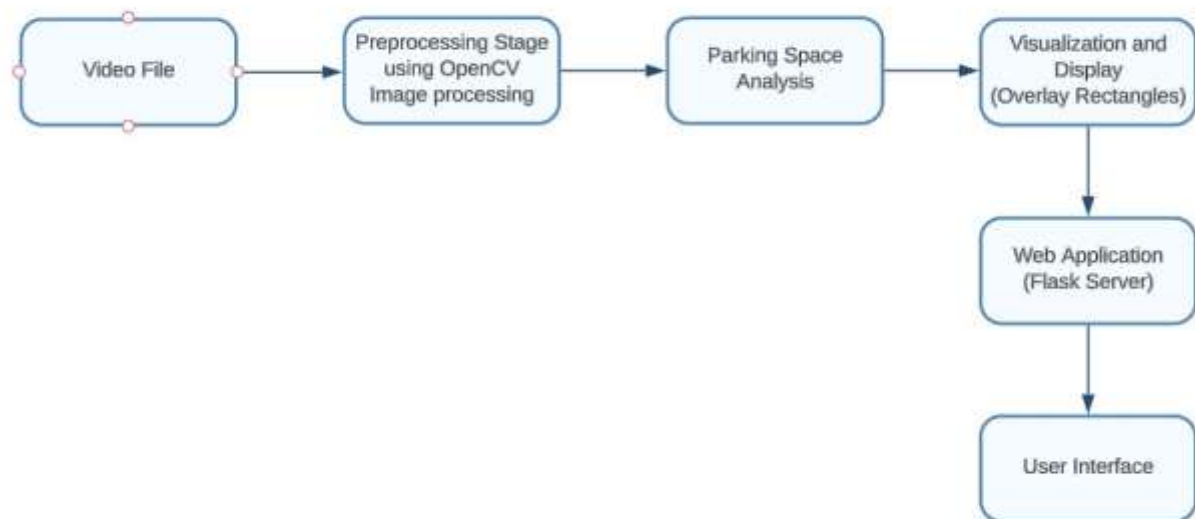 Video File
Preprocessing Stage
using OpenCV
Image processing
Parking Space
Analysis
Visualization and
Display
(Overlay Rectangles)
Web Application
(Flask Server)
User Interface